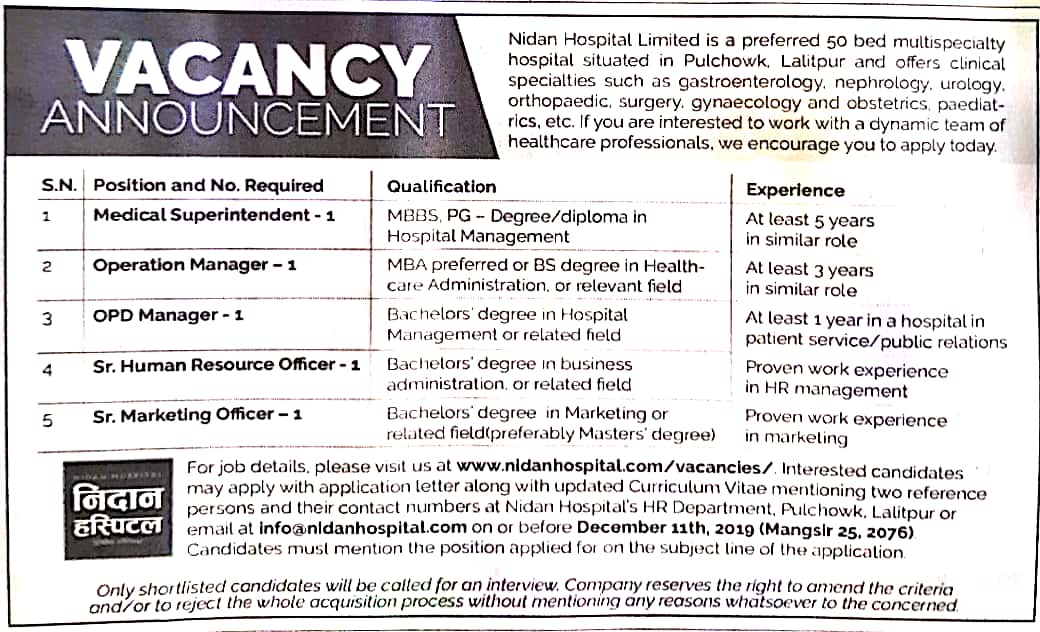 VACANCY
ANNOUNCEMENT
Nidan Hospital Limited is a preferred 50 bed multispecialty
hospital situated in Pulchowk, Lalitpur and offers clinical
specialties such as gastroenterology, nephrology, urology,
orthopaedic, surgery, gynaecology and obstetrics, paediat-
rics, etc. If you are interested to work with a dynamic team of
healthcare professionals, we encourage you to apply today.
S.N. Position and No. Required Qualification Experience
1 Medical Superintendent - 1 MBBS, PG – Degree/diploma in At least 5 years
Hospital Management in similar role
2 Operation Manager – 1 MBA preferred or BS degree in Health- At least 3 years
care Administration, or relevant field in similar role
3 OPD Manager - 1 Bachelors' degree in Hospital At least 1 year in a hospital in
Management or related field patient service/public relations
4 Sr. Human Resource Officer - 1 Bachelors' degree in business Proven work experience
administration, or related field in HR management
5 Sr. Marketing Officer – 1 Bachelors' degree in Marketing or Proven work experience
related field(preferably Masters' degree) in marketing
NIDAN HOSPITAL
निदान
हस्पिटल
For job details, please visit us at www.nidanhospital.com/vacancies/. Interested candidates
may apply with application letter along with updated Curriculum Vitae mentioning two reference
persons and their contact numbers at Nidan Hospital's HR Department, Pulchowk, Lalitpur or
email at info@nidanhospital.com on or before December 11th, 2019 (Mangsir 25, 2076).
Candidates must mention the position applied for on the subject line of the application.
Only shortlisted candidates will be called for an interview. Company reserves the right to amend the criteria
and/or to reject the whole acquisition process without mentioning any reasons whatsoever to the concerned.